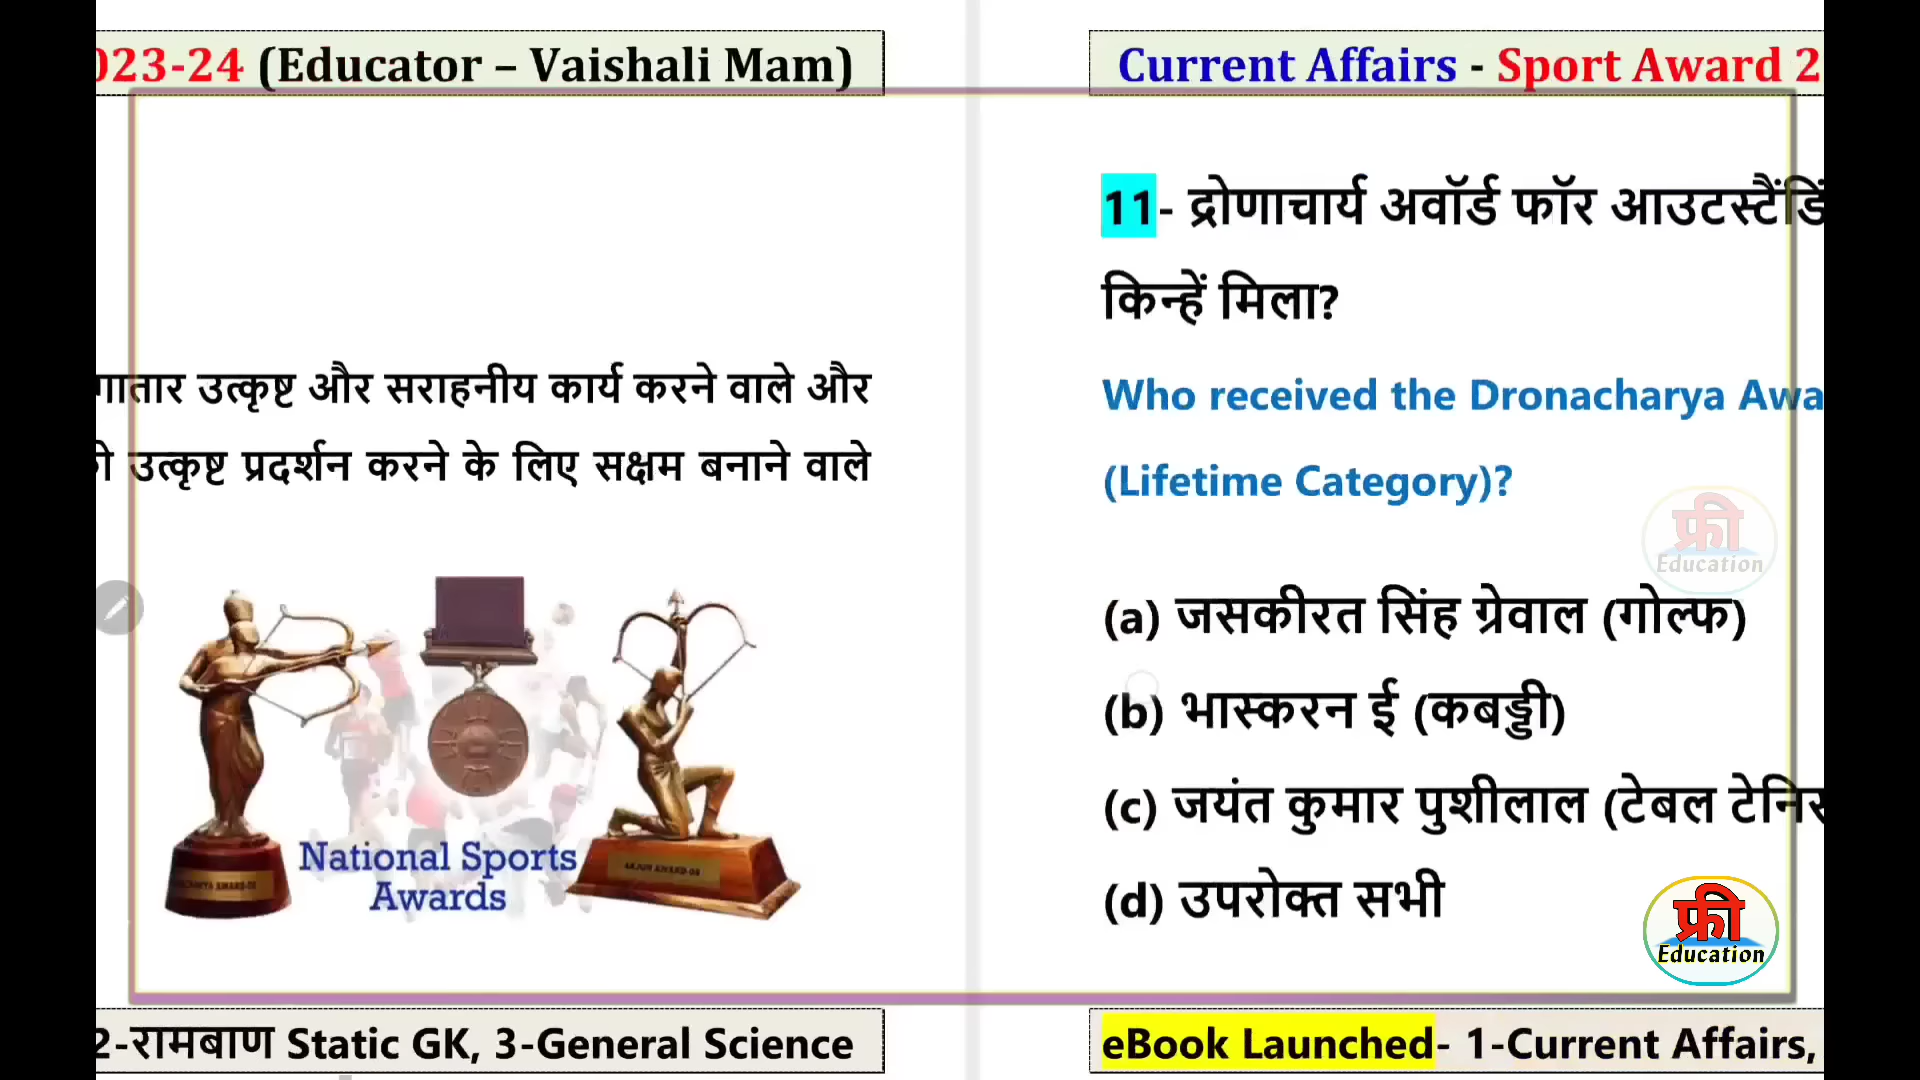 023-24 (Educator – Vaishali Mam)
गातार उत्कृष्ट और सराहनीय कार्य करने वाले और
उत्कृष्ट प्रदर्शन करने के लिए सक्षम बनाने वाले
National Sports
Awards
ARJUN AWARD-08
2-रामबाण Static GK, 3-General Science
Current Affairs - Sport Award 2
11- द्रोणाचार्य अवॉर्ड फॉर आउटस्टैंडिं
किन्हें मिला?
Who received the Dronacharya Awa
(Lifetime Category)?
फ्री
Education
(a) जसकीरत सिंह ग्रेवाल (गोल्फ)
(b) भास्करन ई (कबड्डी)
(c) जयंत कुमार पुशीलाल (टेबल टेनिस
(d) उपरोक्त सभी
फ्री
Education
eBook Launched- 1-Current Affairs,